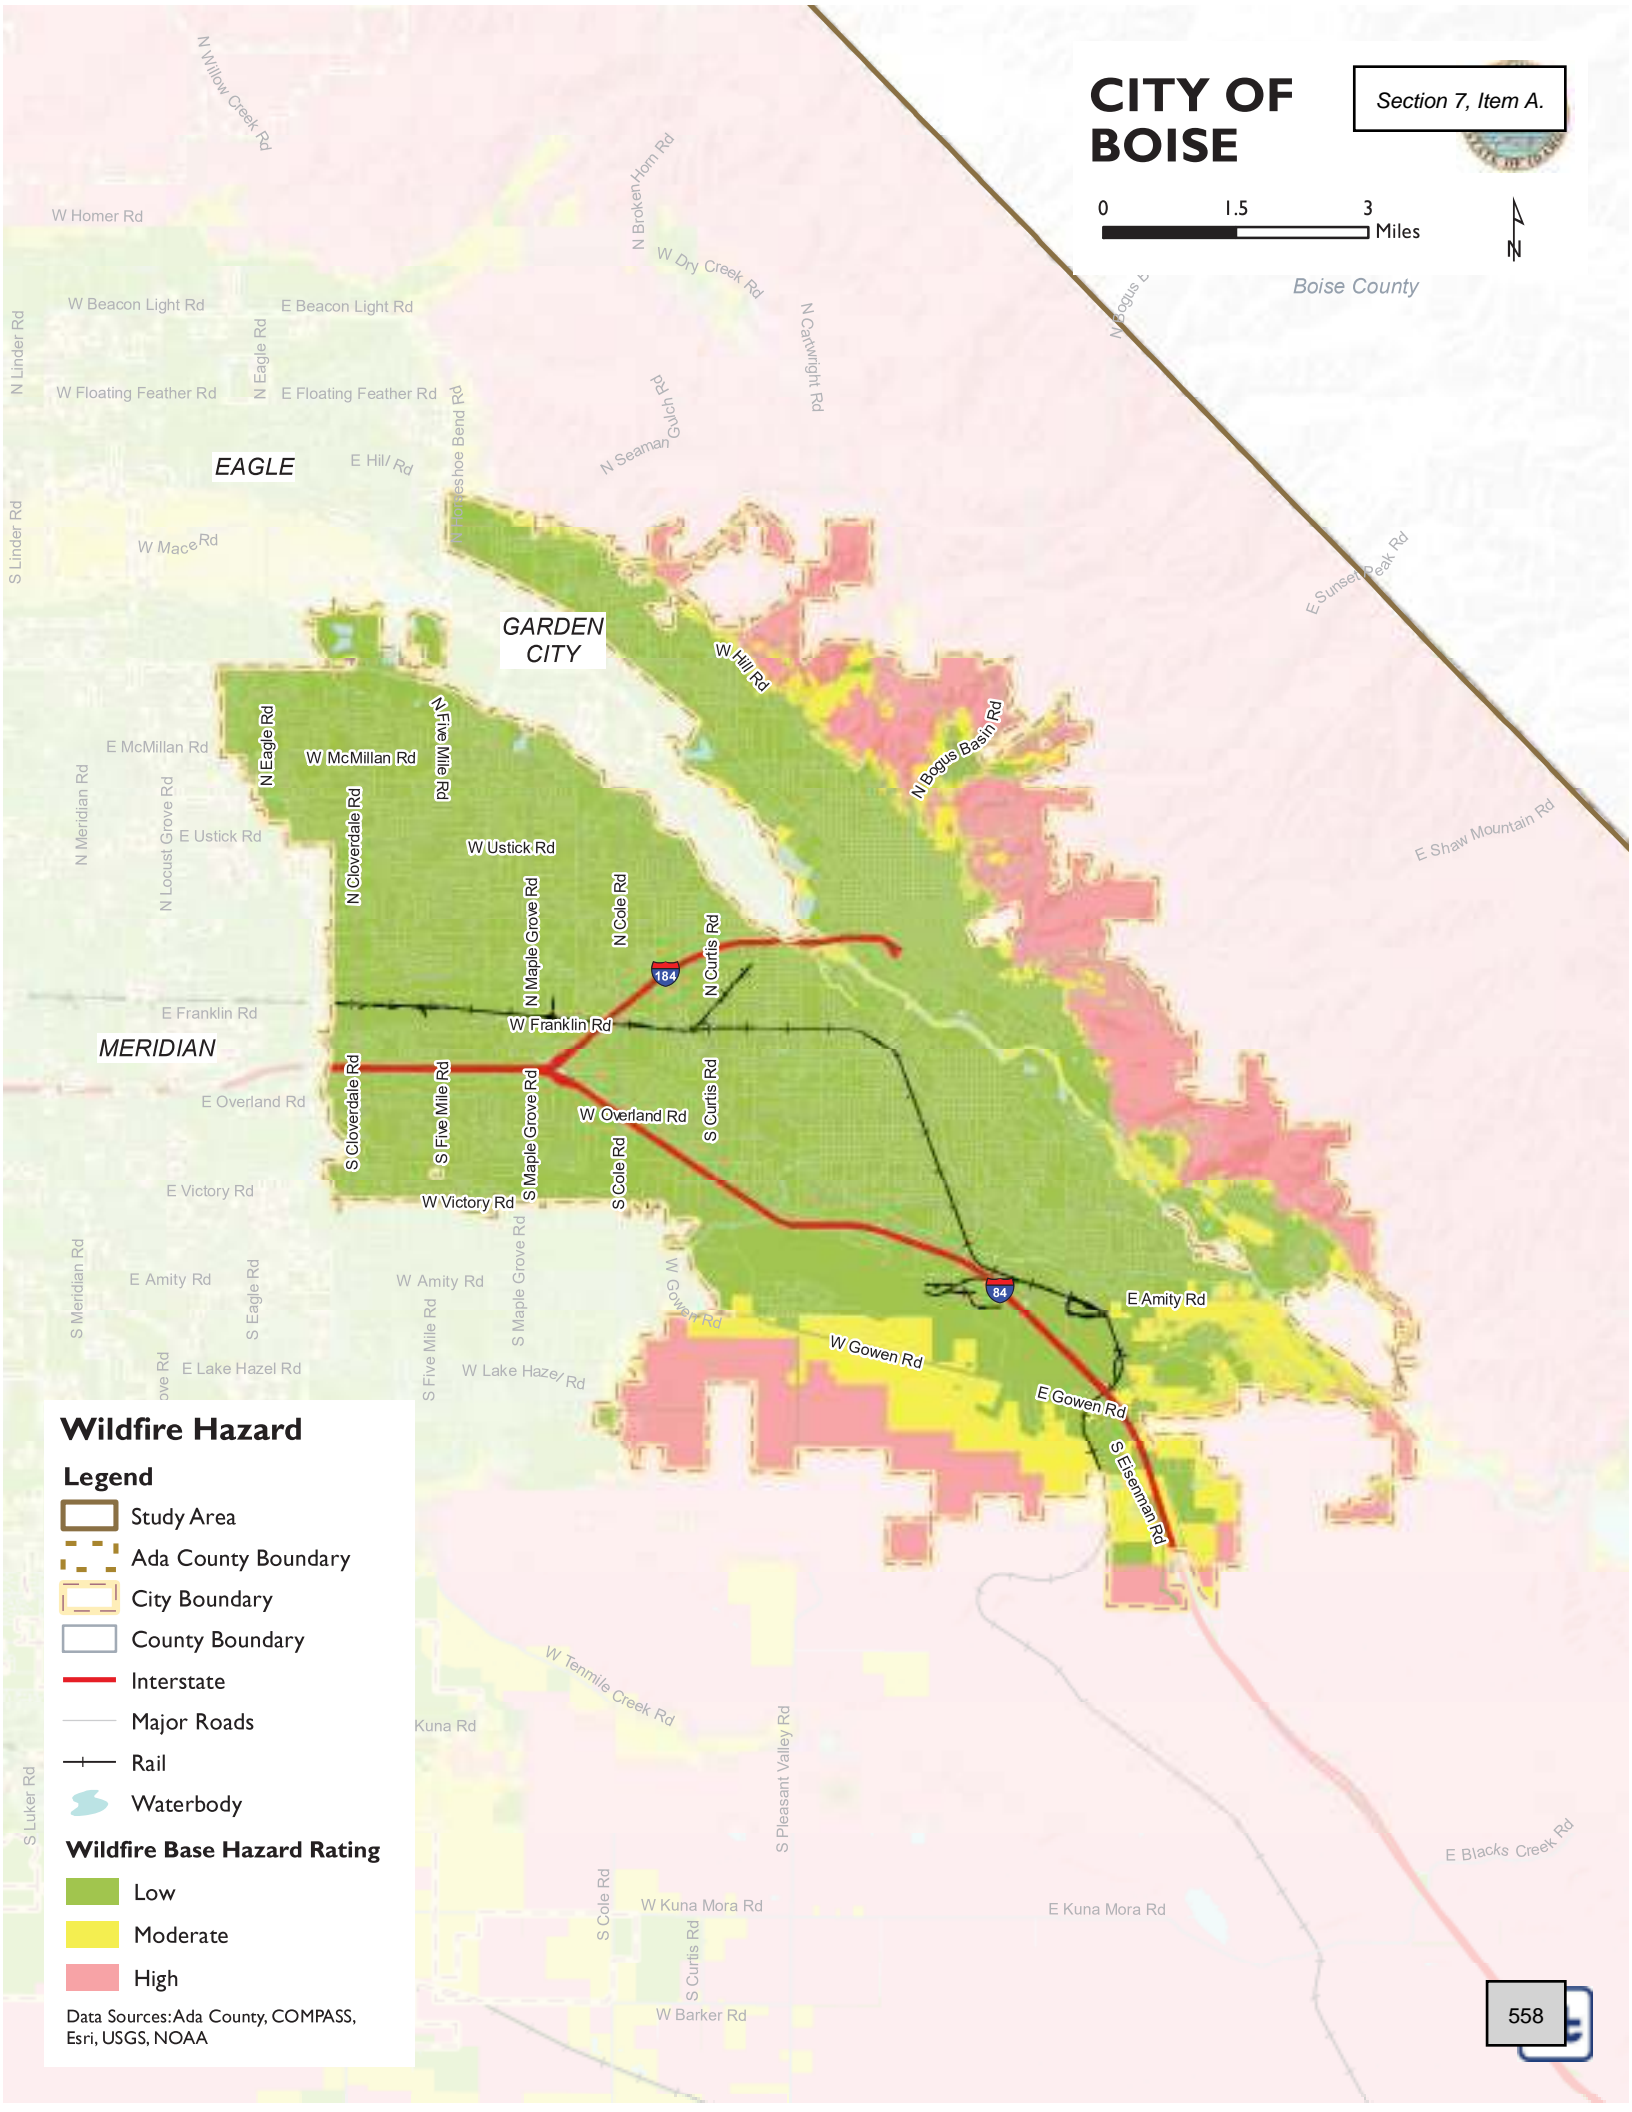 CITY OF
BOISE
Section 7, Item A.
STATE OF IDAHO
0 1.5 3
Miles
N
Boise County
N Willow Creek Rd
N Broken Horn Rd
W Homer Rd
W Dry Creek Rd
N Bogus B
W Beacon Light Rd
E Beacon Light Rd
N Linder Rd
N Eagle Rd
N Cartwright Rd
W Floating Feather Rd
E Floating Feather Rd
N Horseshoe Bend Rd
N Seaman Gulch Rd
EAGLE
E Hill Rd
S Linder Rd
W Mace Rd
E Sunset Peak Rd
GARDEN
CITY
W Hill Rd
N Eagle Rd
N Five Mile Rd
N Bogus Basin Rd
E McMillan Rd
W McMillan Rd
N Meridian Rd
N Locust Grove Rd
N Cloverdale Rd
E Ustick Rd
W Ustick Rd
E Shaw Mountain Rd
N Maple Grove Rd
N Cole Rd
N Curtis Rd
184
E Franklin Rd
W Franklin Rd
MERIDIAN
E Overland Rd
S Cloverdale Rd
S Five Mile Rd
S Maple Grove Rd
W Overland Rd
S Curtis Rd
S Cole Rd
E Victory Rd
W Victory Rd
S Meridian Rd
E Amity Rd
S Eagle Rd
W Amity Rd
S Maple Grove Rd
W Gowen Rd
84
E Amity Rd
S Five Mile Rd
W Gowen Rd
ove Rd
E Lake Hazel Rd
W Lake Hazel Rd
E Gowen Rd
S Eisenman Rd
W Tenmile Creek Rd
Kuna Rd
S Pleasant Valley Rd
S Luker Rd
E Blacks Creek Rd
S Cole Rd
W Kuna Mora Rd
E Kuna Mora Rd
S Curtis Rd
W Barker Rd
Wildfire Hazard
Legend
Study Area
Ada County Boundary
City Boundary
County Boundary
Interstate
Major Roads
Rail
Waterbody
Wildfire Base Hazard Rating
Low
Moderate
High
Data Sources: Ada County, COMPASS,
Esri, USGS, NOAA
558